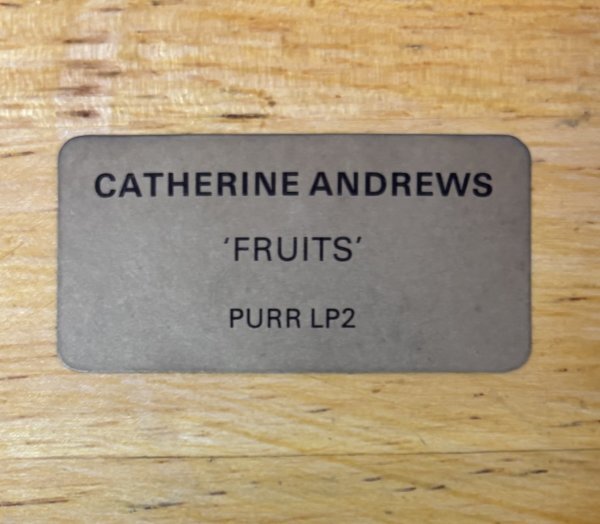 CATHERINE ANDREWS
‘FRUITS’
PURR LP2